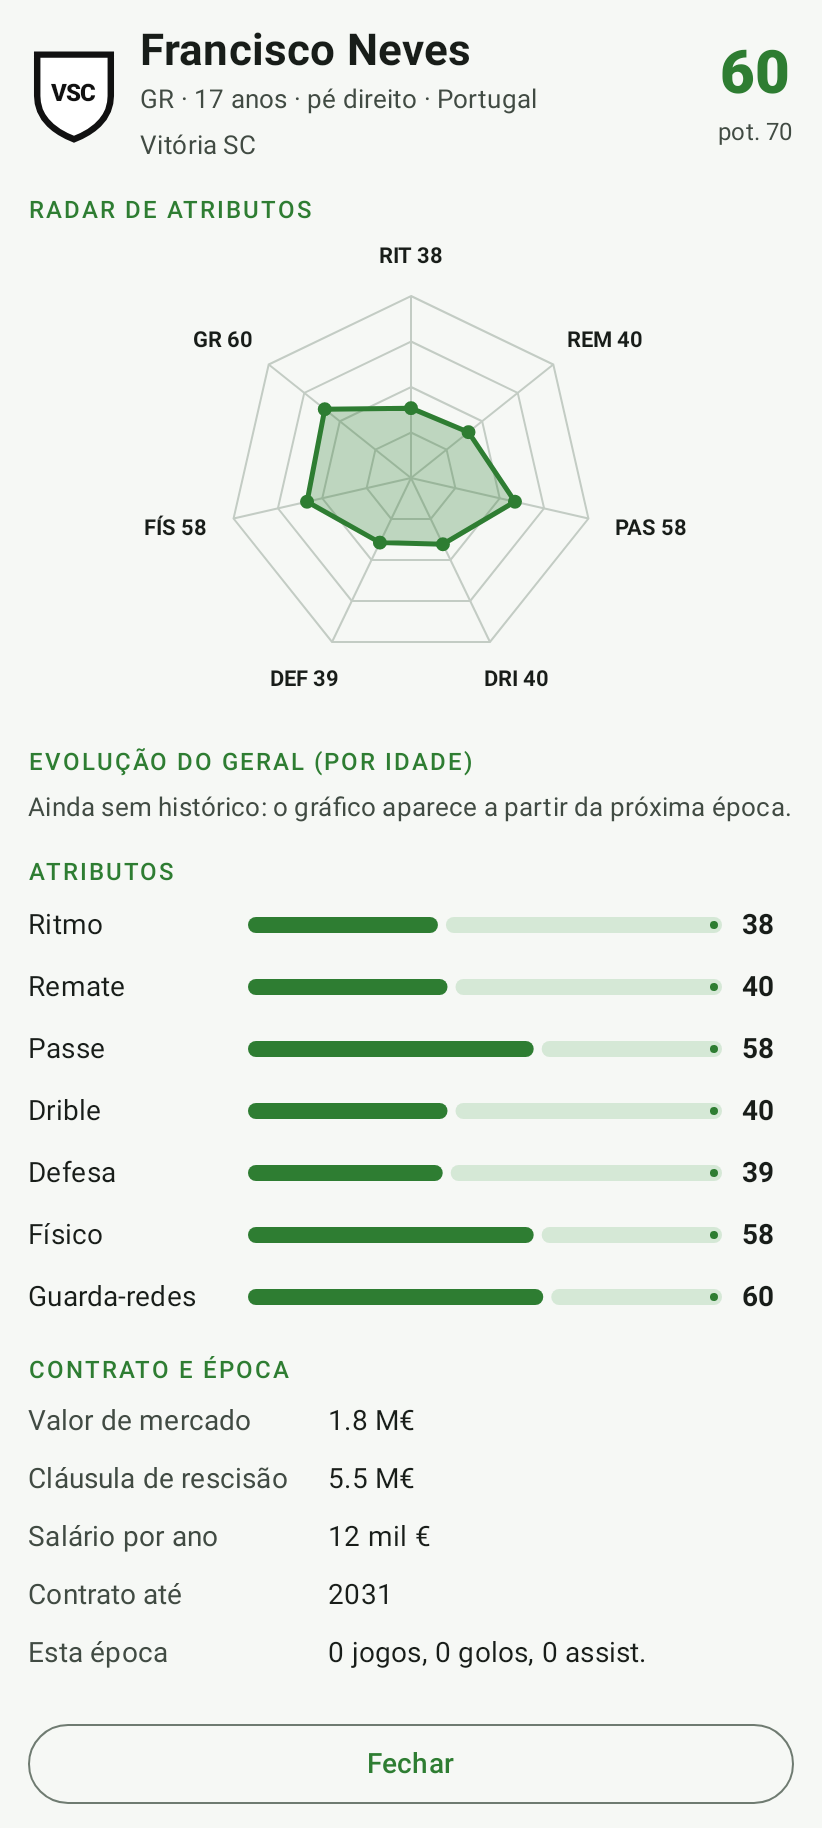 VSC
Francisco Neves
GR · 17 anos · pé direito · Portugal
Vitória SC
60
pot. 70
RADAR DE ATRIBUTOS
RIT 38
GR 60
REM 40
FÍS 58
PAS 58
DEF 39
DRI 40
EVOLUÇÃO DO GERAL (POR IDADE)
Ainda sem histórico: o gráfico aparece a partir da próxima época.
ATRIBUTOS
Ritmo 38
Remate 40
Passe 58
Drible 40
Defesa 39
Físico 58
Guarda-redes 60
CONTRATO E ÉPOCA
Valor de mercado 1.8 M€
Cláusula de rescisão 5.5 M€
Salário por ano 12 mil €
Contrato até 2031
Esta época 0 jogos, 0 golos, 0 assist.
Fechar